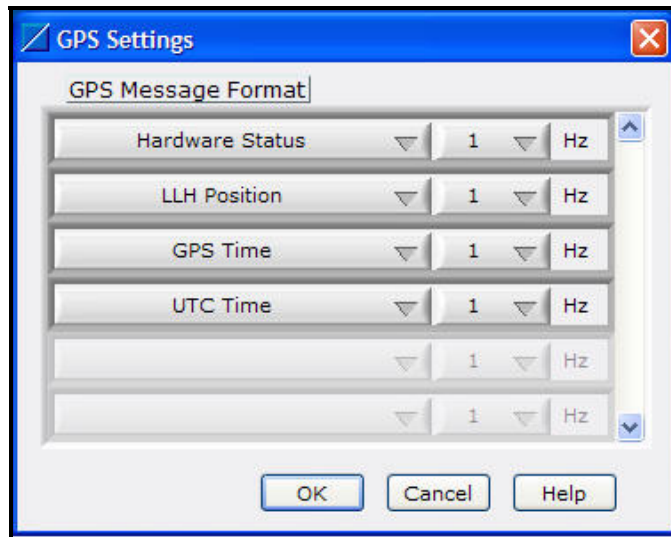 GPS Settings
GPS Message Format
Hardware Status 1 Hz
LLH Position 1 Hz
GPS Time 1 Hz
UTC Time 1 Hz
1 Hz
1 Hz
OK Cancel Help